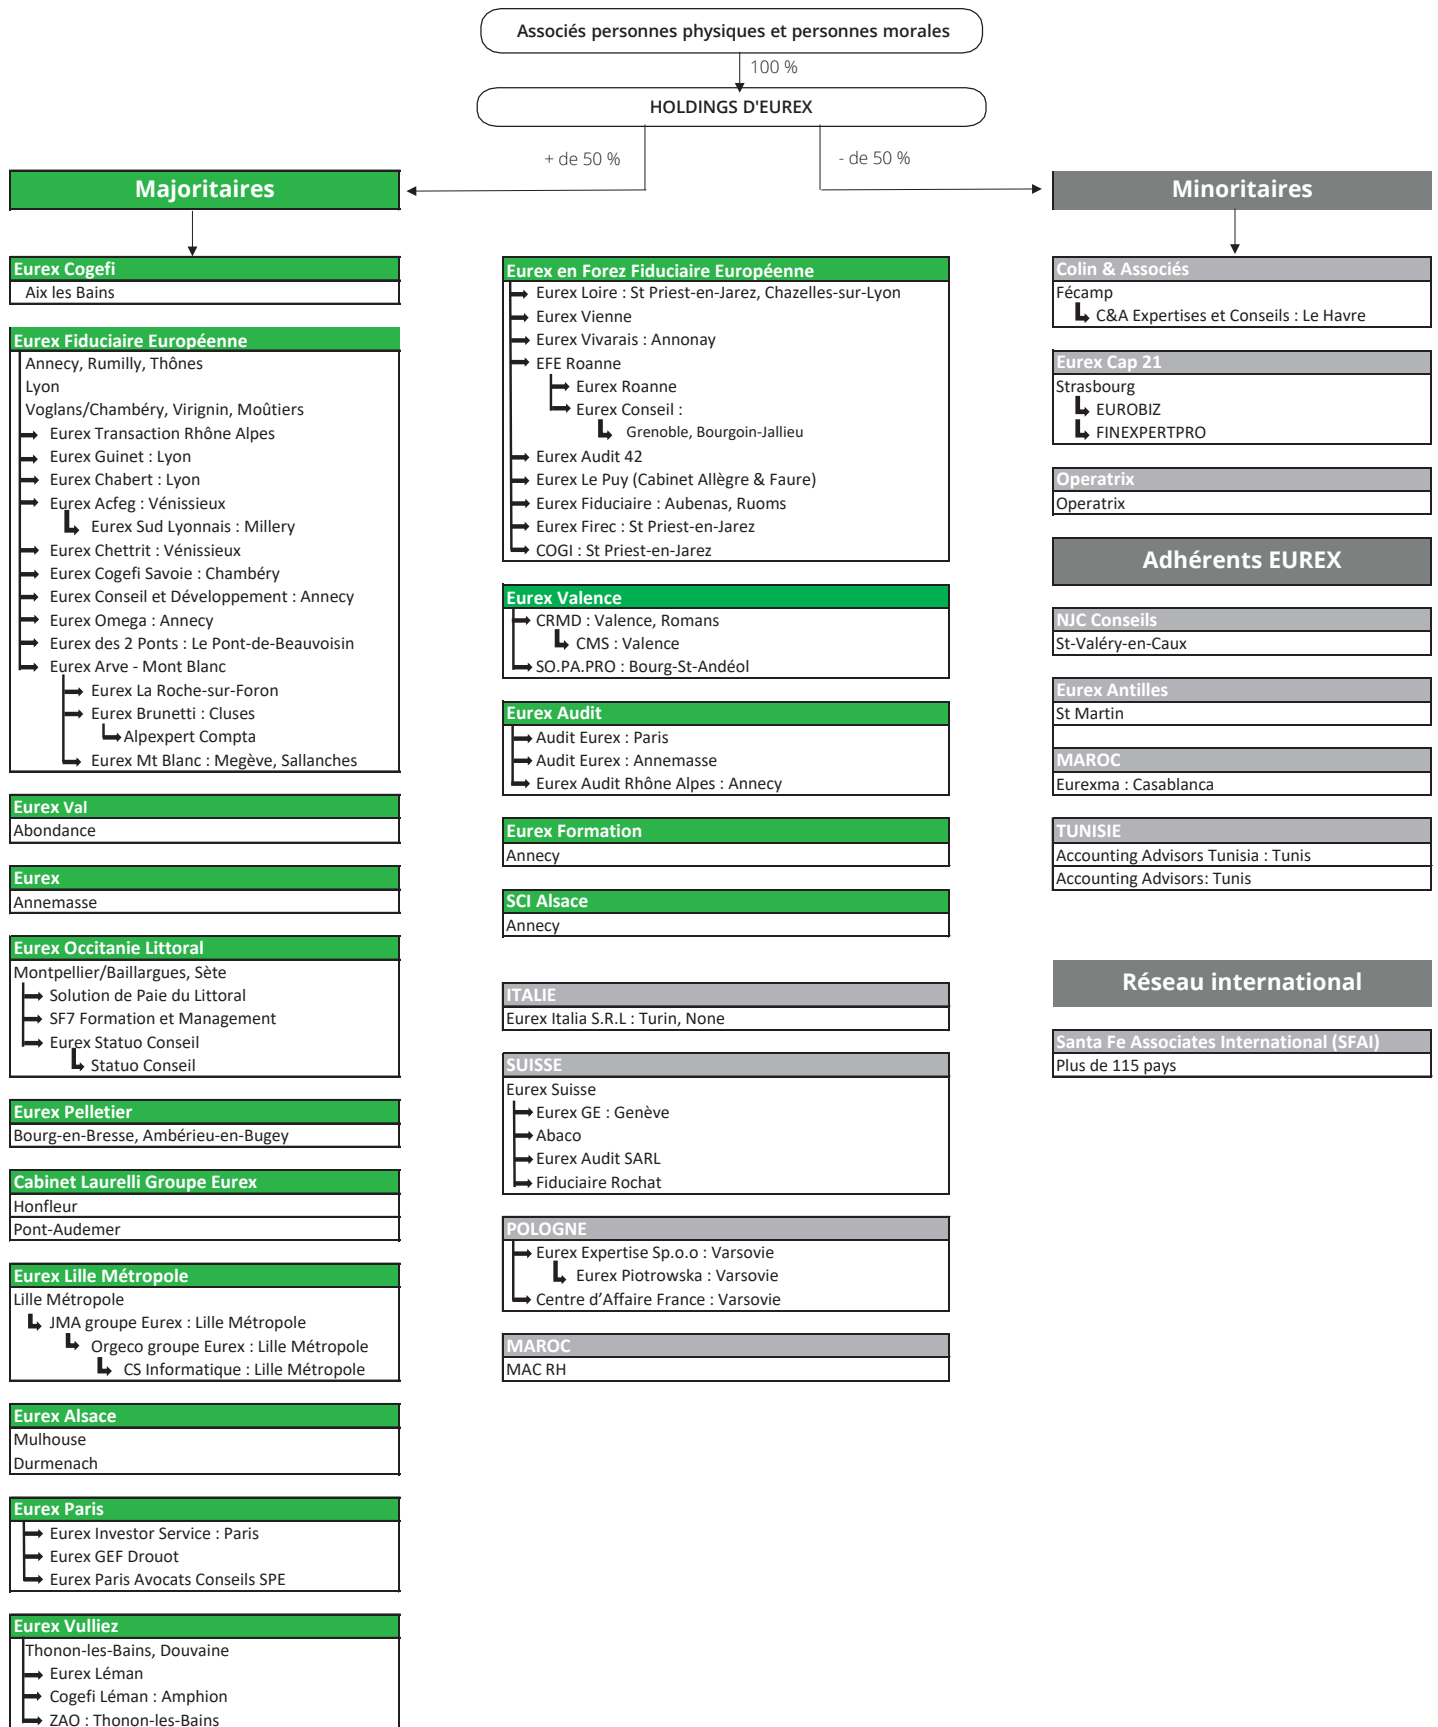 Associés personnes physiques et personnes morales
100 %
HOLDINGS D'EUREX
+ de 50 %
- de 50 %
Majoritaires
Eurex Cogefi
Aix les Bains
Eurex Fiduciaire Européenne
Annecy, Rumilly, Thônes
Lyon
Voglans/Chambéry, Virignin, Moûtiers
Eurex Transaction Rhône Alpes
Eurex Guinet : Lyon
Eurex Chabert : Lyon
Eurex Acfeg : Vénissieux
Eurex Sud Lyonnais : Millery
Eurex Chettrit : Vénissieux
Eurex Cogefi Savoie : Chambéry
Eurex Conseil et Développement : Annecy
Eurex Omega : Annecy
Eurex des 2 Ponts : Le Pont-de-Beauvoisin
Eurex Arve - Mont Blanc
Eurex La Roche-sur-Foron
Eurex Brunetti : Cluses
Alpexpert Compta
Eurex Mt Blanc : Megève, Sallanches
Eurex Val
Abondance
Eurex
Annemasse
Eurex Occitanie Littoral
Montpellier/Baillargues, Sète
Solution de Paie du Littoral
SF7 Formation et Management
Eurex Statuo Conseil
Statuo Conseil
Eurex Pelletier
Bourg-en-Bresse, Ambérieu-en-Bugey
Cabinet Laurelli Groupe Eurex
Honfleur
Pont-Audemer
Eurex Lille Métropole
Lille Métropole
JMA groupe Eurex : Lille Métropole
Orgeco groupe Eurex : Lille Métropole
CS Informatique : Lille Métropole
Eurex Alsace
Mulhouse
Durmenach
Eurex Paris
Eurex Investor Service : Paris
Eurex GEF Drouot
Eurex Paris Avocats Conseils SPE
Eurex Vulliez
Thonon-les-Bains, Douvaine
Eurex Léman
Cogefi Léman : Amphion
ZAO : Thonon-les-Bains
Eurex en Forez Fiduciaire Européenne
Eurex Loire : St Priest-en-Jarez, Chazelles-sur-Lyon
Eurex Vienne
Eurex Vivarais : Annonay
EFE Roanne
Eurex Roanne
Eurex Conseil :
Grenoble, Bourgoin-Jallieu
Eurex Audit 42
Eurex Le Puy (Cabinet Allègre & Faure)
Eurex Fiduciaire : Aubenas, Ruoms
Eurex Firec : St Priest-en-Jarez
COGI : St Priest-en-Jarez
Eurex Valence
CRMD : Valence, Romans
CMS : Valence
SO.PA.PRO : Bourg-St-Andéol
Eurex Audit
Audit Eurex : Paris
Audit Eurex : Annemasse
Eurex Audit Rhône Alpes : Annecy
Eurex Formation
Annecy
SCI Alsace
Annecy
ITALIE
Eurex Italia S.R.L : Turin, None
SUISSE
Eurex Suisse
Eurex GE : Genève
Abaco
Eurex Audit SARL
Fiduciaire Rochat
POLOGNE
Eurex Expertise Sp.o.o : Varsovie
Eurex Piotrowska : Varsovie
Centre d’Affaire France : Varsovie
MAROC
MAC RH
Minoritaires
Colin & Associés
Fécamp
C&A Expertises et Conseils : Le Havre
Eurex Cap 21
Strasbourg
EUROBIZ
FINEXPERTPRO
Operatrix
Operatrix
Adhérents EUREX
NJC Conseils
St-Valéry-en-Caux
Eurex Antilles
St Martin
MAROC
Eurexma : Casablanca
TUNISIE
Accounting Advisors Tunisia : Tunis
Accounting Advisors: Tunis
Réseau international
Santa Fe Associates International (SFAI)
Plus de 115 pays